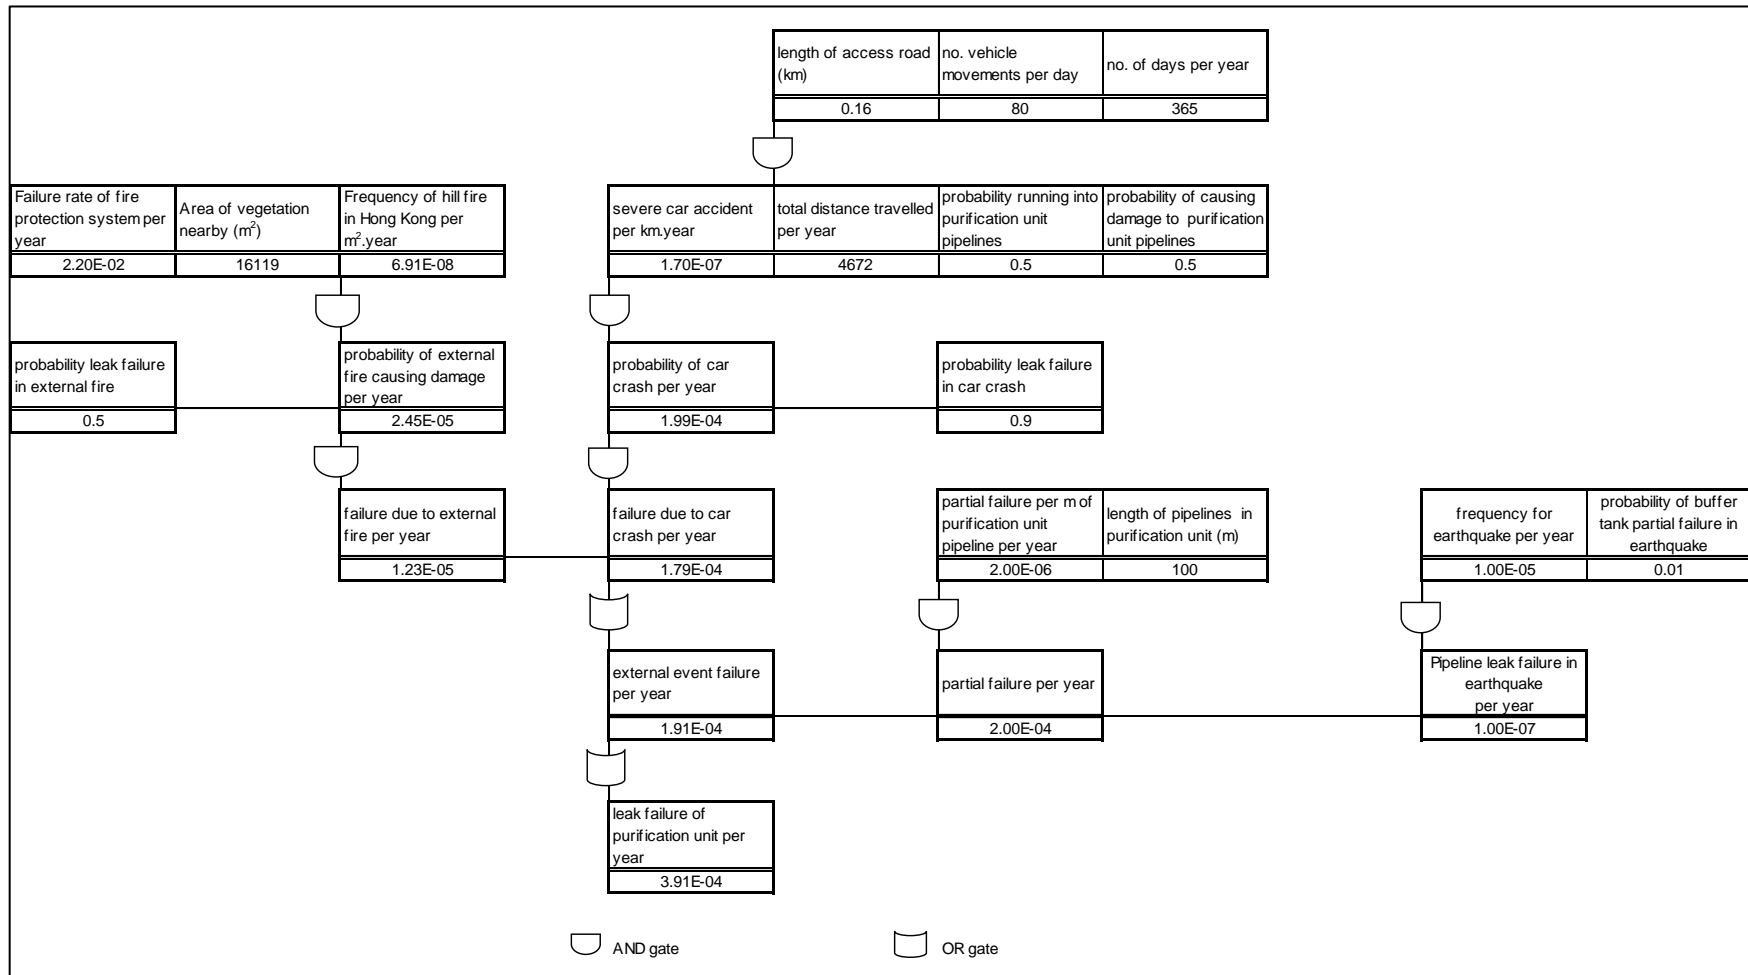 length of access road
(km)
no. vehicle
movements per day
no. of days per year
0.16
80
365
Failure rate of fire
protection system per
year
Area of vegetation
nearby (m²)
Frequency of hill fire
in Hong Kong per
m².year
2.20E-02
16119
6.91E-08
severe car accident
per km.year
total distance travelled
per year
probability running into
purification unit
pipelines
probability of causing
damage to purification
unit pipelines
1.70E-07
4672
0.5
0.5
probability leak failure
in external fire
0.5
probability of external
fire causing damage
per year
2.45E-05
probability of car
crash per year
1.99E-04
probability leak failure
in car crash
0.9
failure due to external
fire per year
1.23E-05
failure due to car
crash per year
1.79E-04
partial failure per m of
purification unit
pipeline per year
length of pipelines in
purification unit (m)
2.00E-06
100
frequency for
earthquake per year
probability of buffer
tank partial failure in
earthquake
1.00E-05
0.01
external event failure
per year
1.91E-04
partial failure per year
2.00E-04
Pipeline leak failure in
earthquake
per year
1.00E-07
leak failure of
purification unit per
year
3.91E-04
AND gate
OR gate